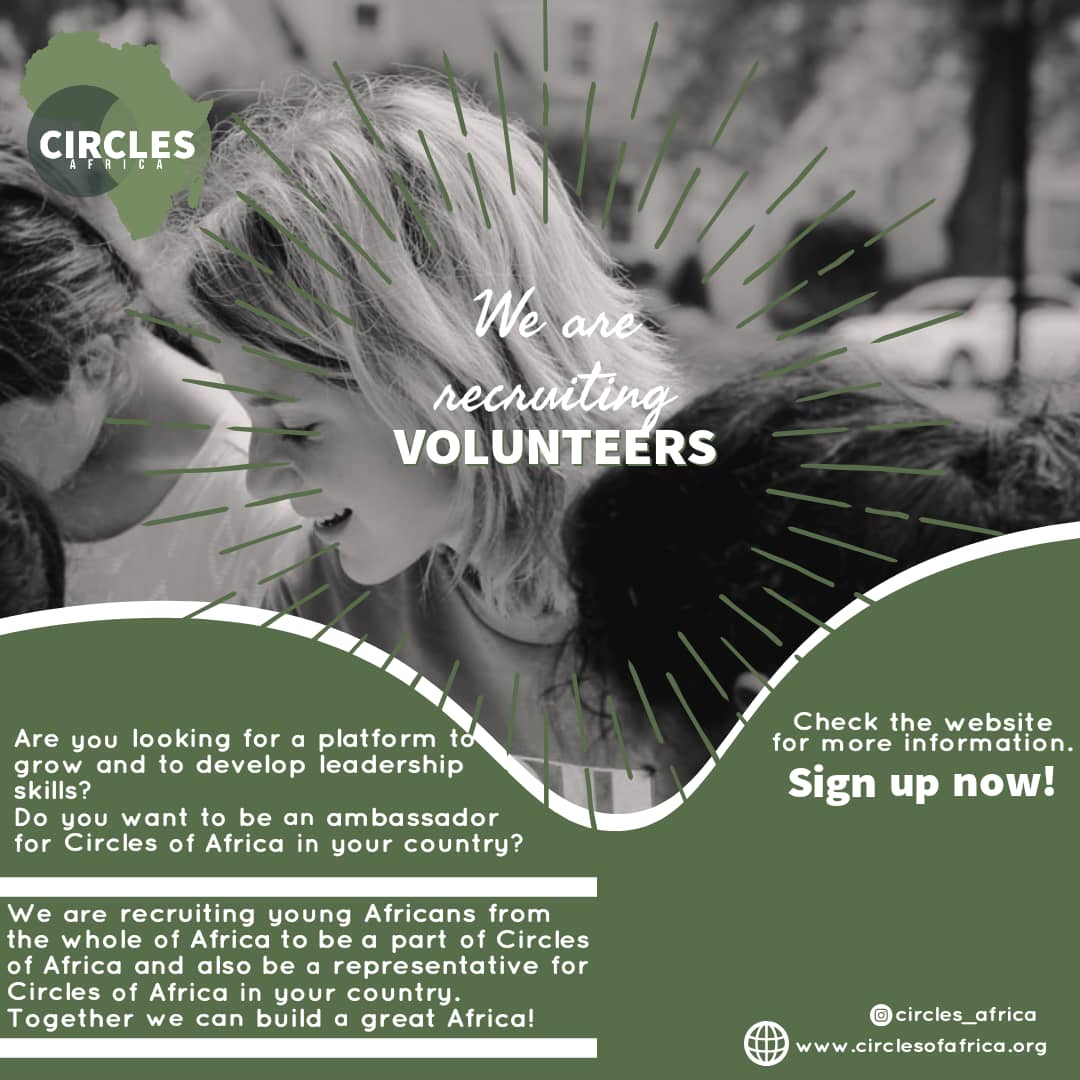 CIRCLES
AFRICA
We are
recruiting
VOLUNTEERS
Are you looking for a platform to
grow and to develop leadership
skills?
Do you want to be an ambassador
for Circles of Africa in your country?
We are recruiting young Africans from
the whole of Africa to be a part of Circles
of Africa and also be a representative for
Circles of Africa in your country.
Together we can build a great Africa!
Check the website
for more information.
Sign up now!
circles_africa
www.circlesofafrica.org